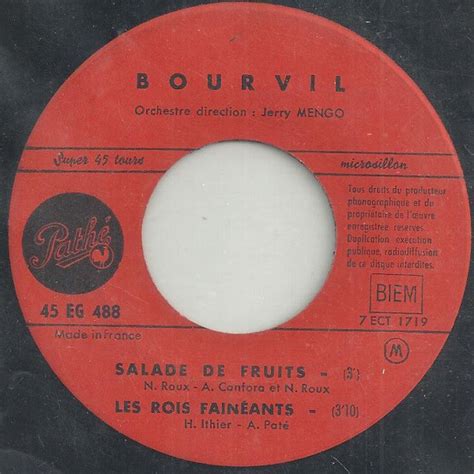 BOURVIL
Orchestre direction : Jerry MENGO
Super 45 tours
microsillon
Pathé
45 EG 488
Made in France
Tous droits du producteur
phonographique et du
propriétaire de l'œuvre
enregistrée réservés.
Duplication exécution
publique, radiodiffusion
de ce disque interdites.
BIEM
7 ECT 1719
M
SALADE DE FRUITS - (3')
N. Roux - A. Canfora et N. Roux
LES ROIS FAINÉANTS - (3'10)
H. Ithier - A. Paté